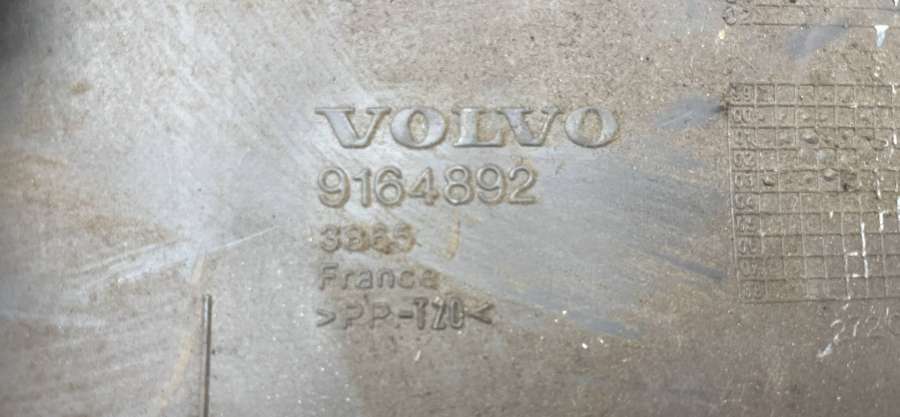 VOLVO
9164892
3865
France
>PP-T20<